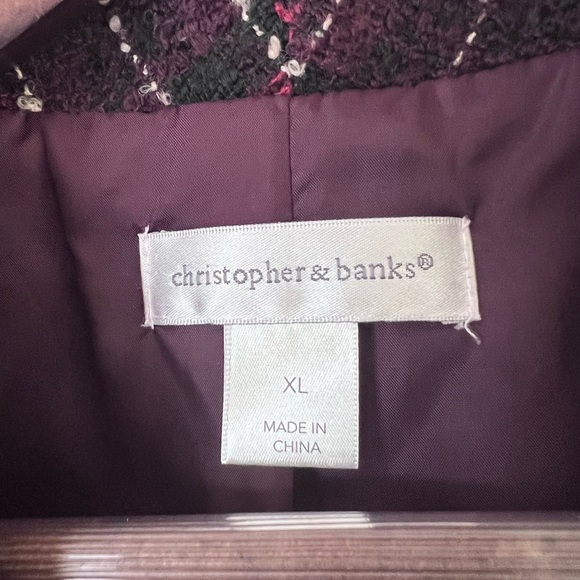 christopher & banks®
XL
MADE IN
CHINA